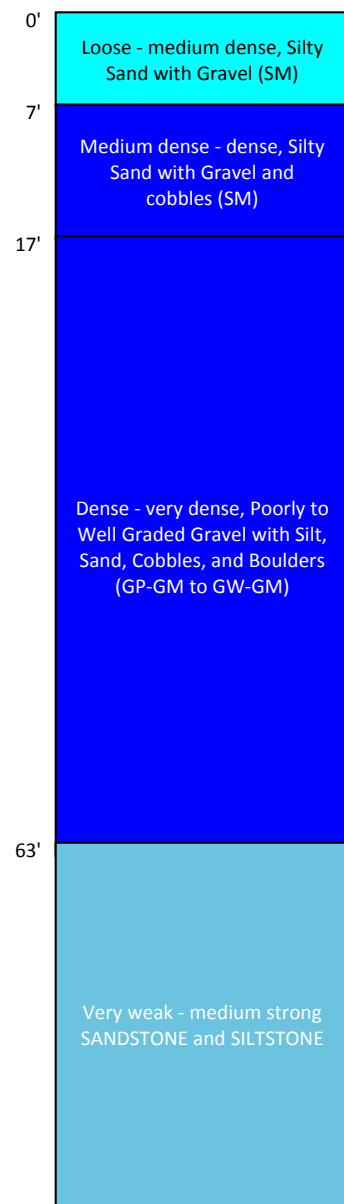 0'
Loose - medium dense, Silty
Sand with Gravel (SM)
7'
Medium dense - dense, Silty
Sand with Gravel and
cobbles (SM)
17'
Dense - very dense, Poorly to
Well Graded Gravel with Silt,
Sand, Cobbles, and Boulders
(GP-GM to GW-GM)
63'
Very weak - medium strong
SANDSTONE and SILTSTONE